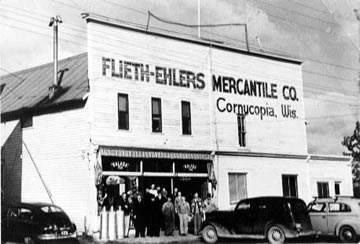 FLIETH-EHLERS MERCANTILE CO.
Cornucopia, Wis.